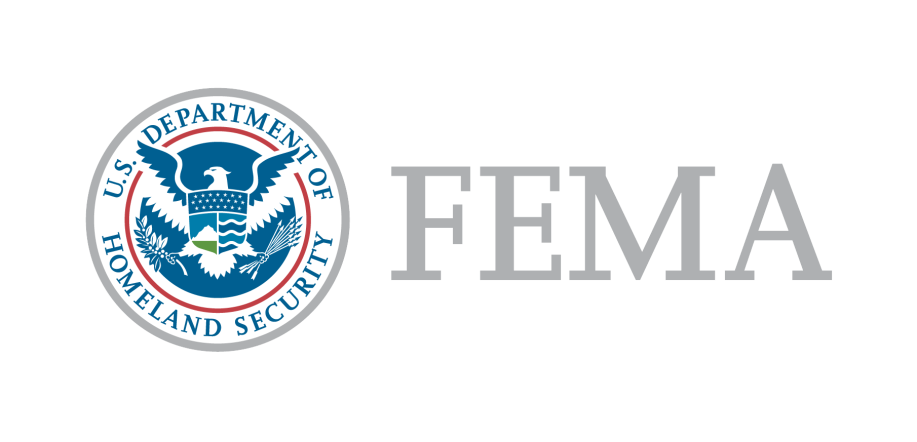 U.S. DEPARTMENT OF
HOMELAND SECURITY
FEMA